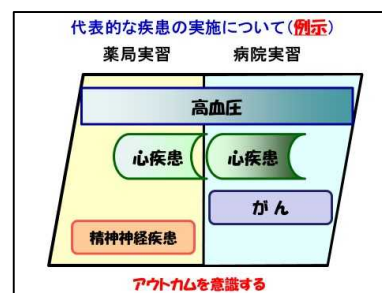 代表的な疾患の実施について(例示)
薬局実習 病院実習
高血圧
心疾患 心疾患
がん
精神神経疾患
アウトカムを意識する